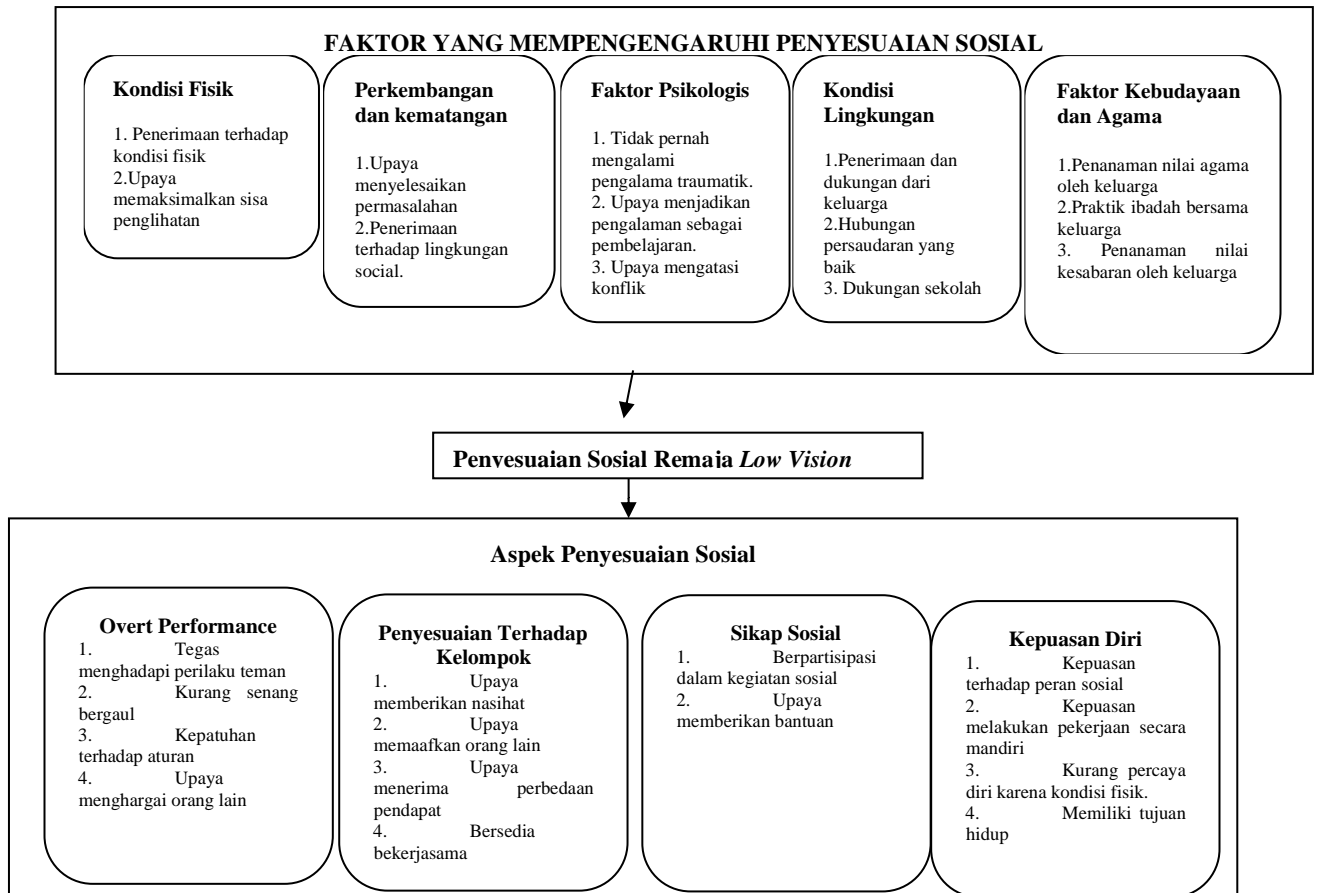 FAKTOR YANG MEMPENGENGARUHI PENYESUAIAN SOSIAL
Kondisi Fisik
1. Penerimaan terhadap
kondisi fisik
2.Upaya
memaksimalkan sisa
penglihatan
Perkembangan
dan kematangan
1.Upaya
menyelesaikan
permasalahan
2.Penerimaan
terhadap lingkungan
social.
Faktor Psikologis
1. Tidak pernah
mengalami
pengalama traumatik.
2. Upaya menjadikan
pengalaman sebagai
pembelajaran.
3. Upaya mengatasi
konflik
Kondisi
Lingkungan
1.Penerimaan dan
dukungan dari
keluarga
2.Hubungan
persaudaran yang
baik
3. Dukungan sekolah
Faktor Kebudayaan
dan Agama
1.Penanaman nilai agama
oleh keluarga
2.Praktik ibadah bersama
keluarga
3. Penanaman nilai
kesabaran oleh keluarga
Penyesuaian Sosial Remaja Low Vision
Aspek Penyesuaian Sosial
Overt Performance
1. Tegas
menghadapi perilaku teman
2. Kurang senang
bergaul
3. Kepatuhan
terhadap aturan
4. Upaya
menghargai orang lain
Penyesuaian Terhadap
Kelompok
1. Upaya
memberikan nasihat
2. Upaya
memaafkan orang lain
3. Upaya
menerima perbedaan
pendapat
4. Bersedia
bekerjasama
Sikap Sosial
1. Berpartisipasi
dalam kegiatan sosial
2. Upaya
memberikan bantuan
Kepuasan Diri
1. Kepuasan
terhadap peran sosial
2. Kepuasan
melakukan pekerjaan secara
mandiri
3. Kurang percaya
diri karena kondisi fisik.
4. Memiliki tujuan
hidup